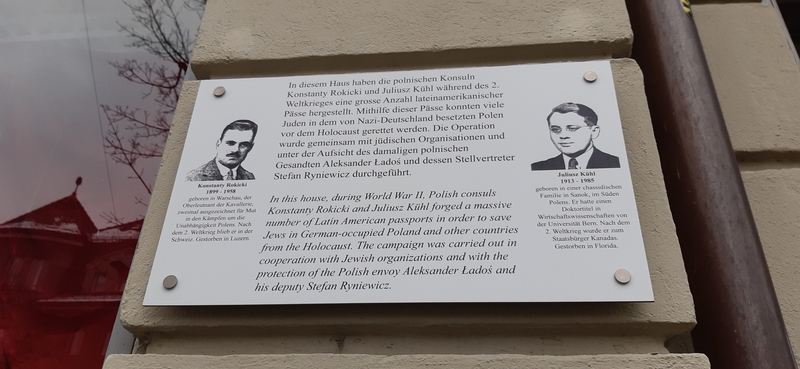 In diesem Haus haben die polnischen Konsuln
Konstanty Rokicki und Juliusz Kühl während des 2.
Weltkrieges eine grosse Anzahl lateinamerikanischer
Pässe hergestellt. Mithilfe dieser Pässe konnten viele
Juden in dem von Nazi-Deutschland besetzten Polen
vor dem Holocaust gerettet werden. Die Operation
wurde gemeinsam mit jüdischen Organisationen und
unter der Aufsicht des damaligen polnischen
Gesandten Aleksander Ładoś und dessen Stellvertreter
Stefan Ryniewicz durchgeführt.
In this house, during World War II, Polish consuls
Konstanty Rokicki and Juliusz Kühl forged a massive
number of Latin American passports in order to save
Jews in German-occupied Poland and other countries
from the Holocaust. The campaign was carried out in
cooperation with Jewish organizations and with the
protection of the Polish envoy Aleksander Ładoś and
his deputy Stefan Ryniewicz.
Konstanty Rokicki
1899 - 1958
geboren in Warschau, der
Oberleutnant der Kavallerie,
zweimal ausgezeichnet für Mut
in den Kämpfen um die
Unabhängigkeit Polens. Nach
dem 2. Weltkrieg blieb er in der
Schweiz. Gestorben in Luzern.
Juliusz Kühl
1913 - 1985
geboren in einer chassidischen
Familie in Sanok, im Süden
Polens. Er hatte einen
Doktortitel in
Wirtschaftswissenschaften von
der Universität Bern. Nach dem
2. Weltkrieg wurde er zum
Staatsbürger Kanadas.
Gestorben in Florida.